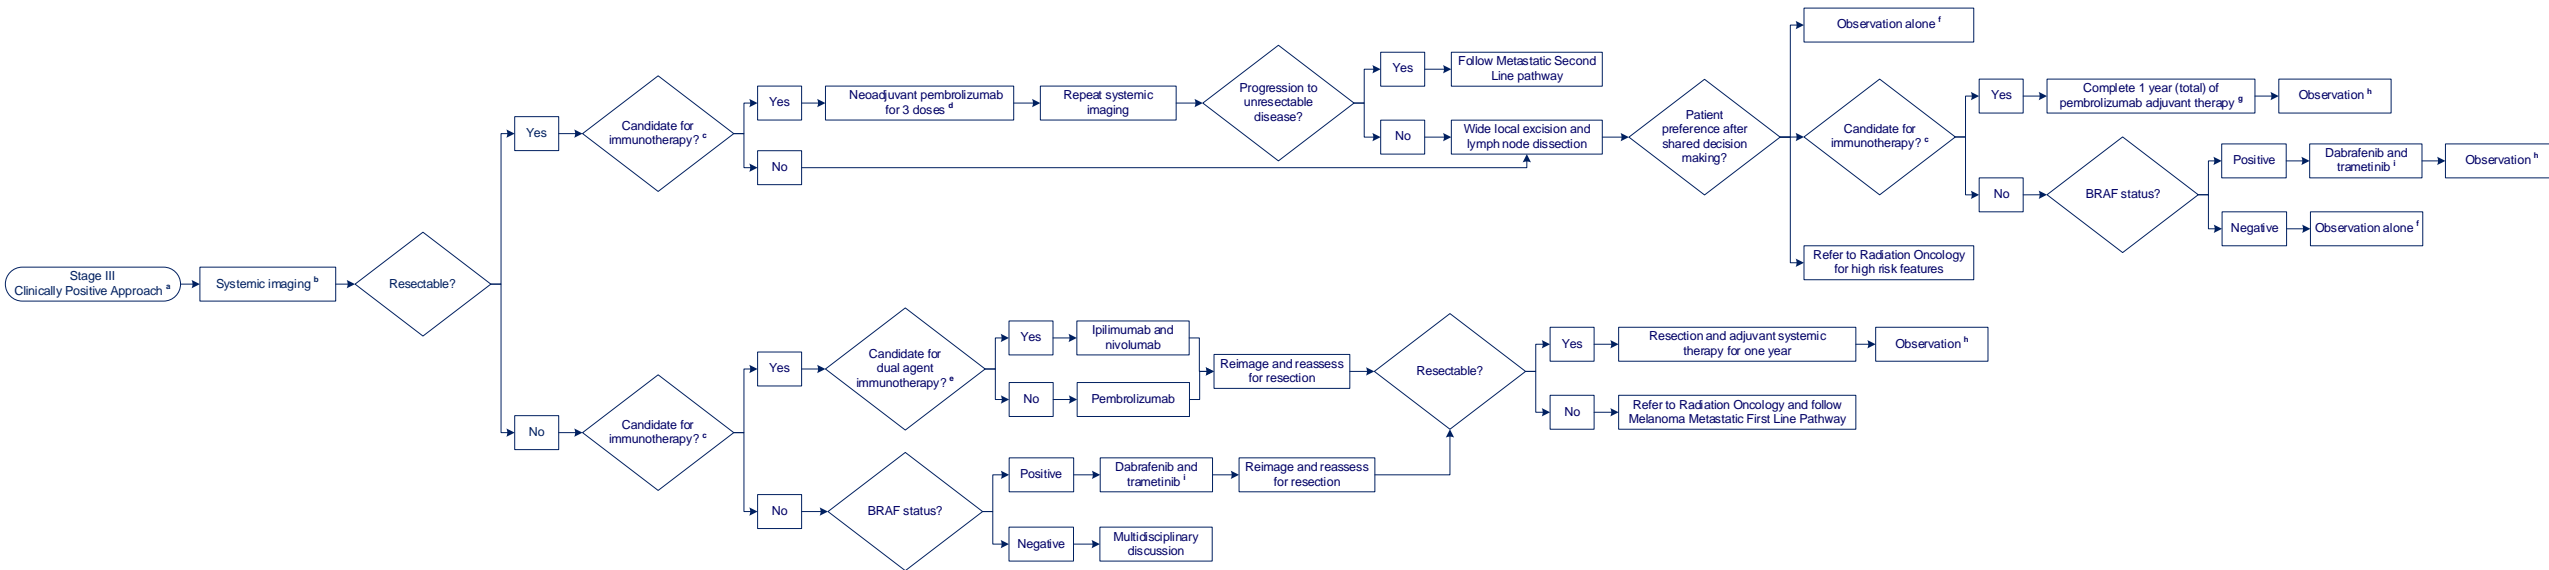 Stage III
Clinically Positive Approach a
Systemic imaging b
Resectable?
Yes
Candidate for
immunotherapy? c
Yes
Neoadjuvant pembrolizumab
for 3 doses d
Repeat systemic
imaging
Progression to
unresectable
disease?
Yes
Follow Metastatic Second
Line pathway
No
Wide local excision and
lymph node dissection
No
Patient
preference after
shared decision
making?
Observation alone f
Candidate for
immunotherapy? c
Yes
Complete 1 year (total) of
pembrolizumab adjuvant therapy g
Observation h
No
BRAF status?
Positive
Dabrafenib and
trametinib i
Observation h
Negative
Observation alone f
Refer to Radiation Oncology
for high risk features
No
Candidate for
immunotherapy? c
Yes
Candidate for
dual agent
immunotherapy? e
Yes
Ipilimumab and
nivolumab
No
Pembrolizumab
Reimage and reassess
for resection
Resectable?
Yes
Resection and adjuvant systemic
therapy for one year
Observation h
No
Refer to Radiation Oncology and follow
Melanoma Metastatic First Line Pathway
No
BRAF status?
Positive
Dabrafenib and
trametinib i
Reimage and reassess
for resection
Negative
Multidisciplinary
discussion